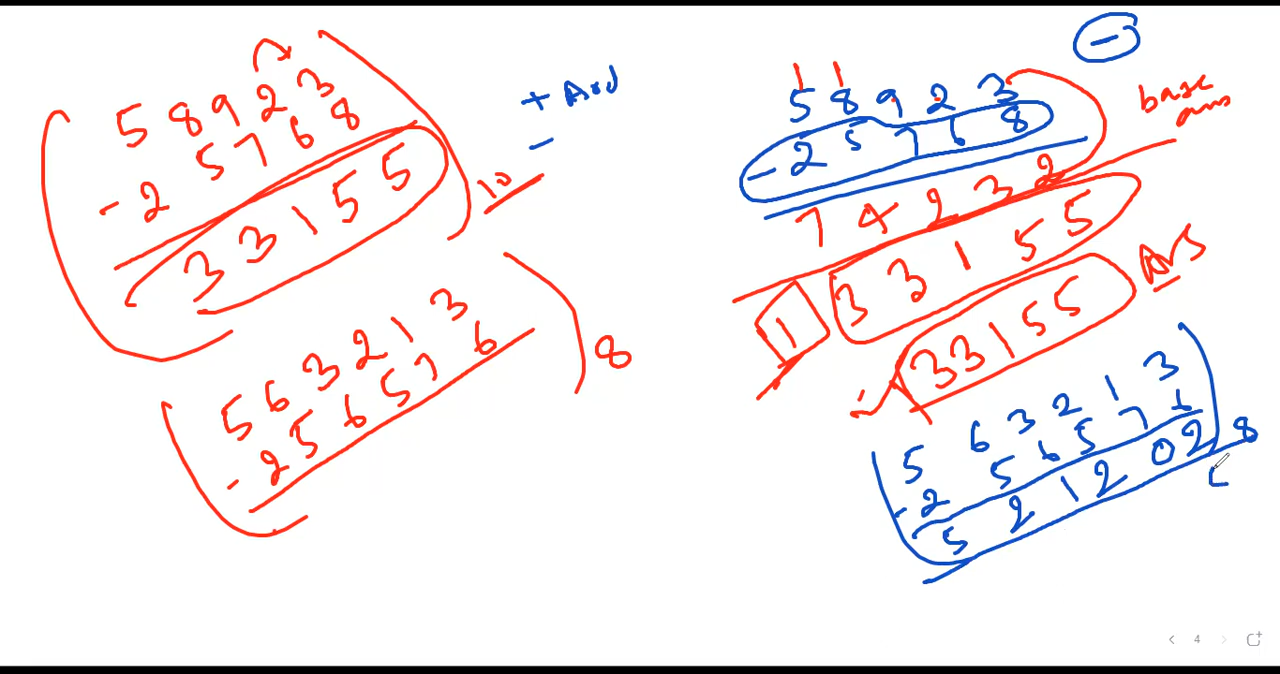 5 8 9 2 3
- 2 5 7 6 8
3 3 1 5 5
10
+ And
-
5 6 3 2 1 3
- 2 5 6 5 7 6
8
-
1 1
5 8 9 2 3
- 2 5 7 6 8
base
ans
7 4 2 3 2
1 3 3 1 5 5
3 3 1 5 5
Ans
5 6 3 2 1 3
- 2 5 6 5 7 6
8
5 2 1 2 0 2
4